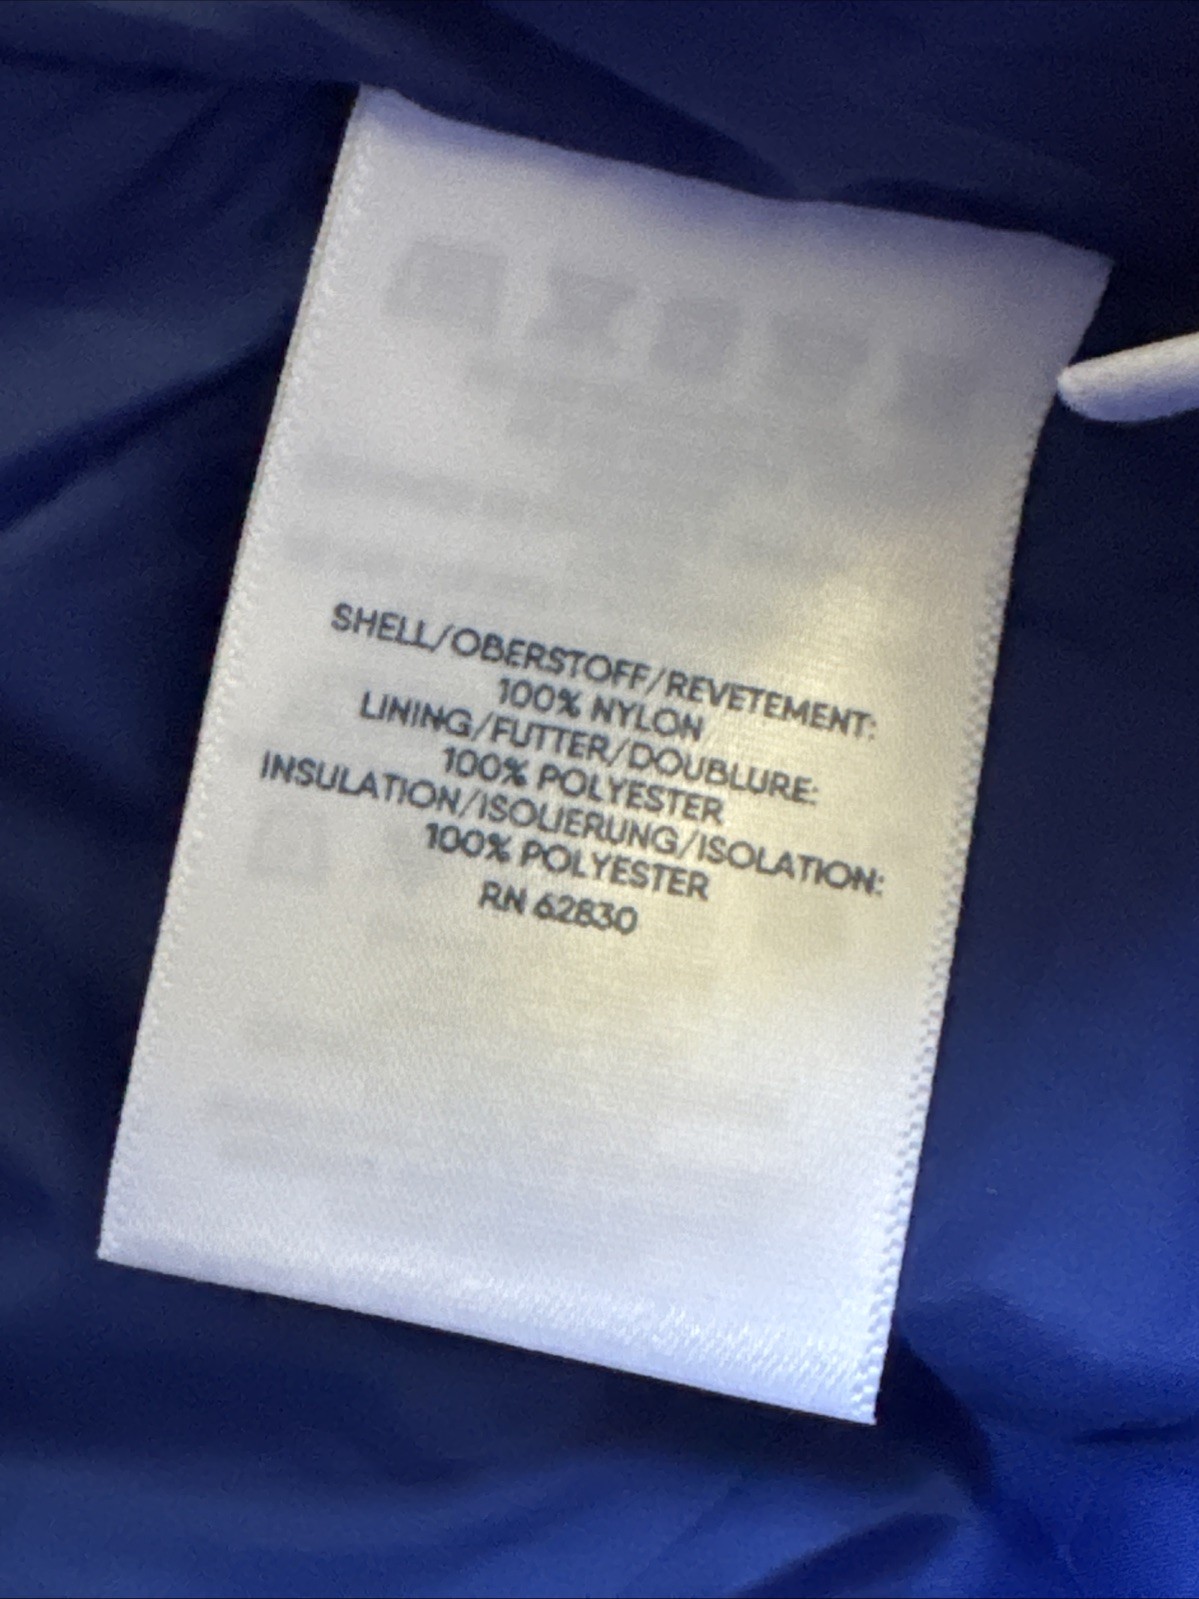 SHELL/OBERSTOFF/REVETEMENT:
100% NYLON
LINING/FUTTER/DOUBLURE:
100% POLYESTER
INSULATION/ISOLIERUNG/ISOLATION:
100% POLYESTER
RN 62830